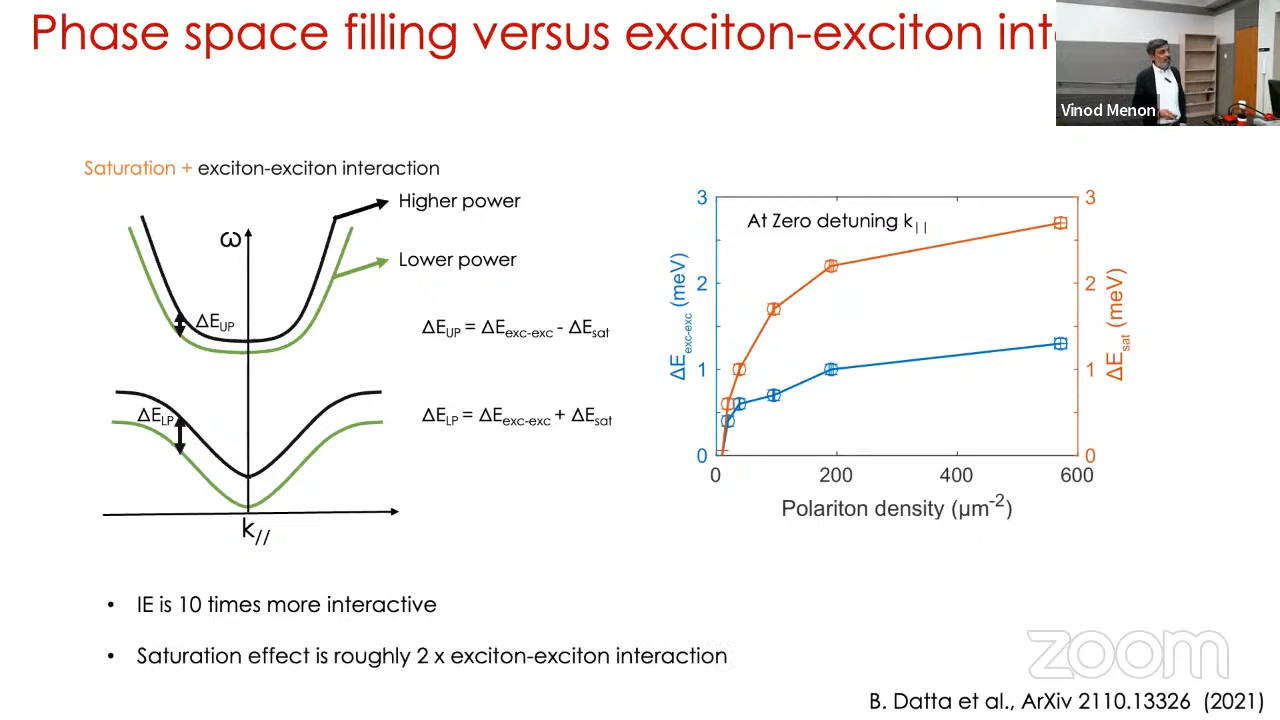 Phase space filling versus exciton-exciton
Vinod Menon
Saturation + exciton-exciton interaction
Higher power
ω
Lower power
ΔE_UP
ΔE_UP = ΔE_exc-exc - ΔE_sat
ΔE_LP
ΔE_LP = ΔE_exc-exc + ΔE_sat
k_//
At Zero detuning k_||
3
2
1
0
ΔE_exc-exc (meV)
3
2
1
0
ΔE_sat (meV)
0 200 400 600
Polariton density (μm^-2)
• IE is 10 times more interactive
• Saturation effect is roughly 2 x exciton-exciton interaction
zoom
B. Datta et al., ArXiv 2110.13326 (2021)